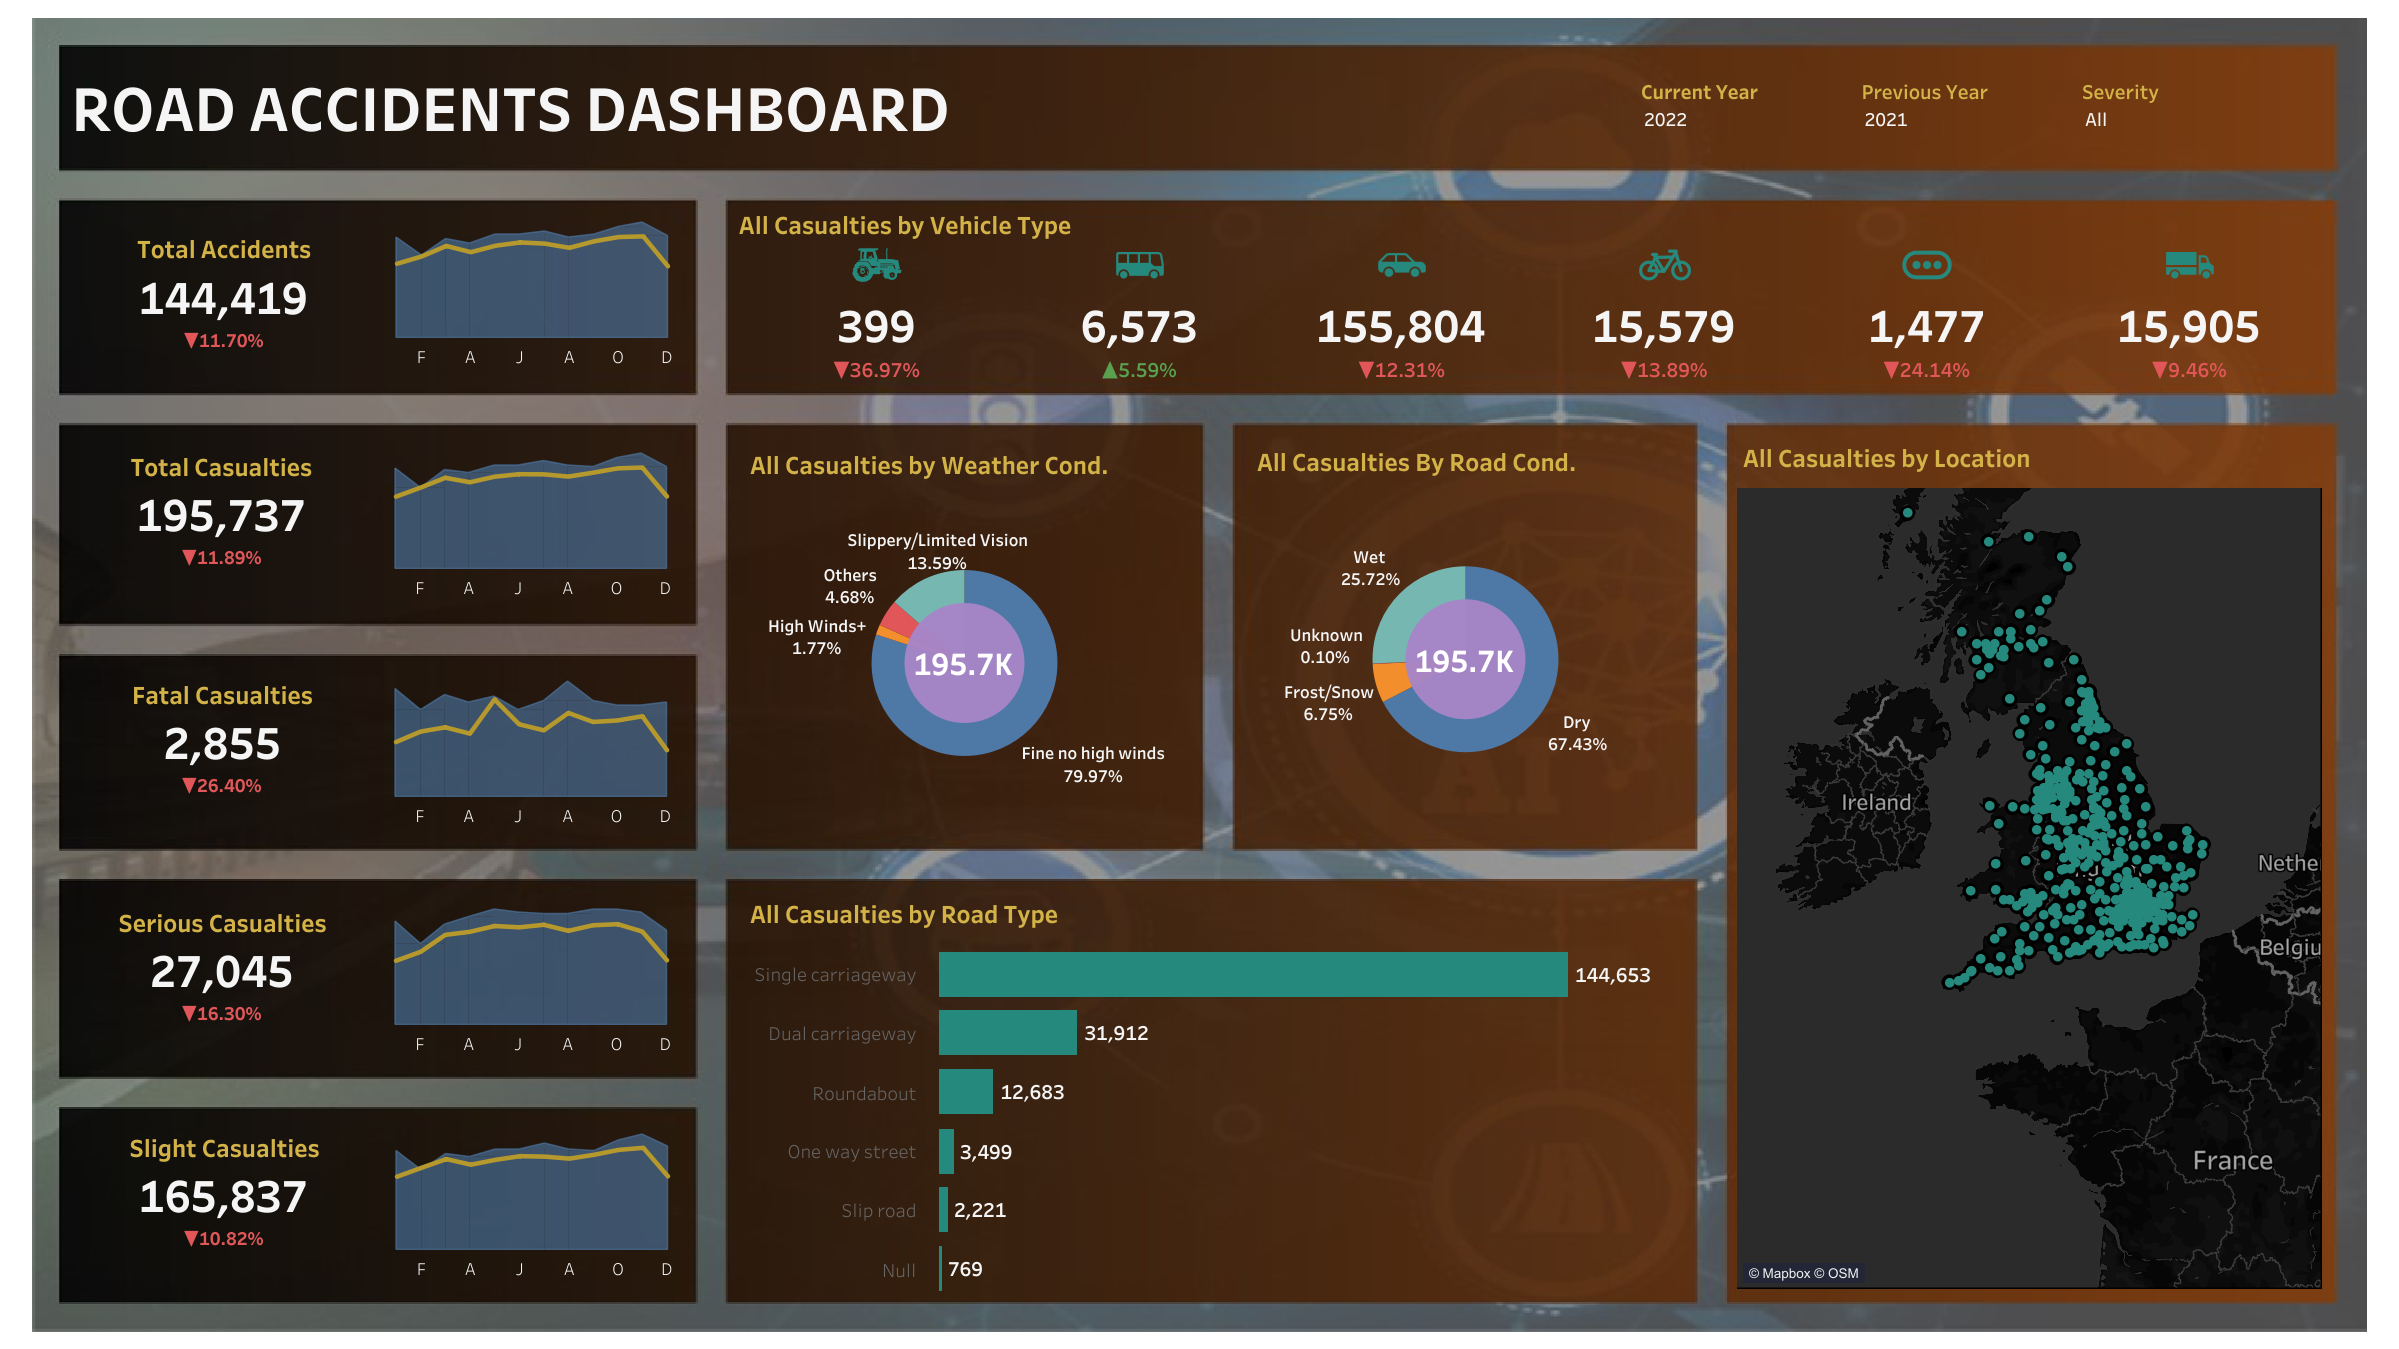 ROAD ACCIDENTS DASHBOARD
Current Year
2022
Previous Year
2021
Severity
All
Total Accidents
144,419
▼11.70%
F A J A O D
Total Casualties
195,737
▼11.89%
F A J A O D
Fatal Casualties
2,855
▼26.40%
F A J A O D
Serious Casualties
27,045
▼16.30%
F A J A O D
Slight Casualties
165,837
▼10.82%
F A J A O D
All Casualties by Vehicle Type
399
▼36.97%
6,573
▲5.59%
155,804
▼12.31%
15,579
▼13.89%
1,477
▼24.14%
15,905
▼9.46%
All Casualties by Weather Cond.
Slippery/Limited Vision
13.59%
Others
4.68%
High Winds+
1.77%
195.7K
Fine no high winds
79.97%
All Casualties By Road Cond.
Wet
25.72%
Unknown
0.10%
Frost/Snow
6.75%
195.7K
Dry
67.43%
AI
All Casualties by Road Type
Single carriageway 144,653
Dual carriageway 31,912
Roundabout 12,683
One way street 3,499
Slip road 2,221
Null 769
All Casualties by Location
Ireland
Nether
Belgiu
France
© Mapbox © OSM